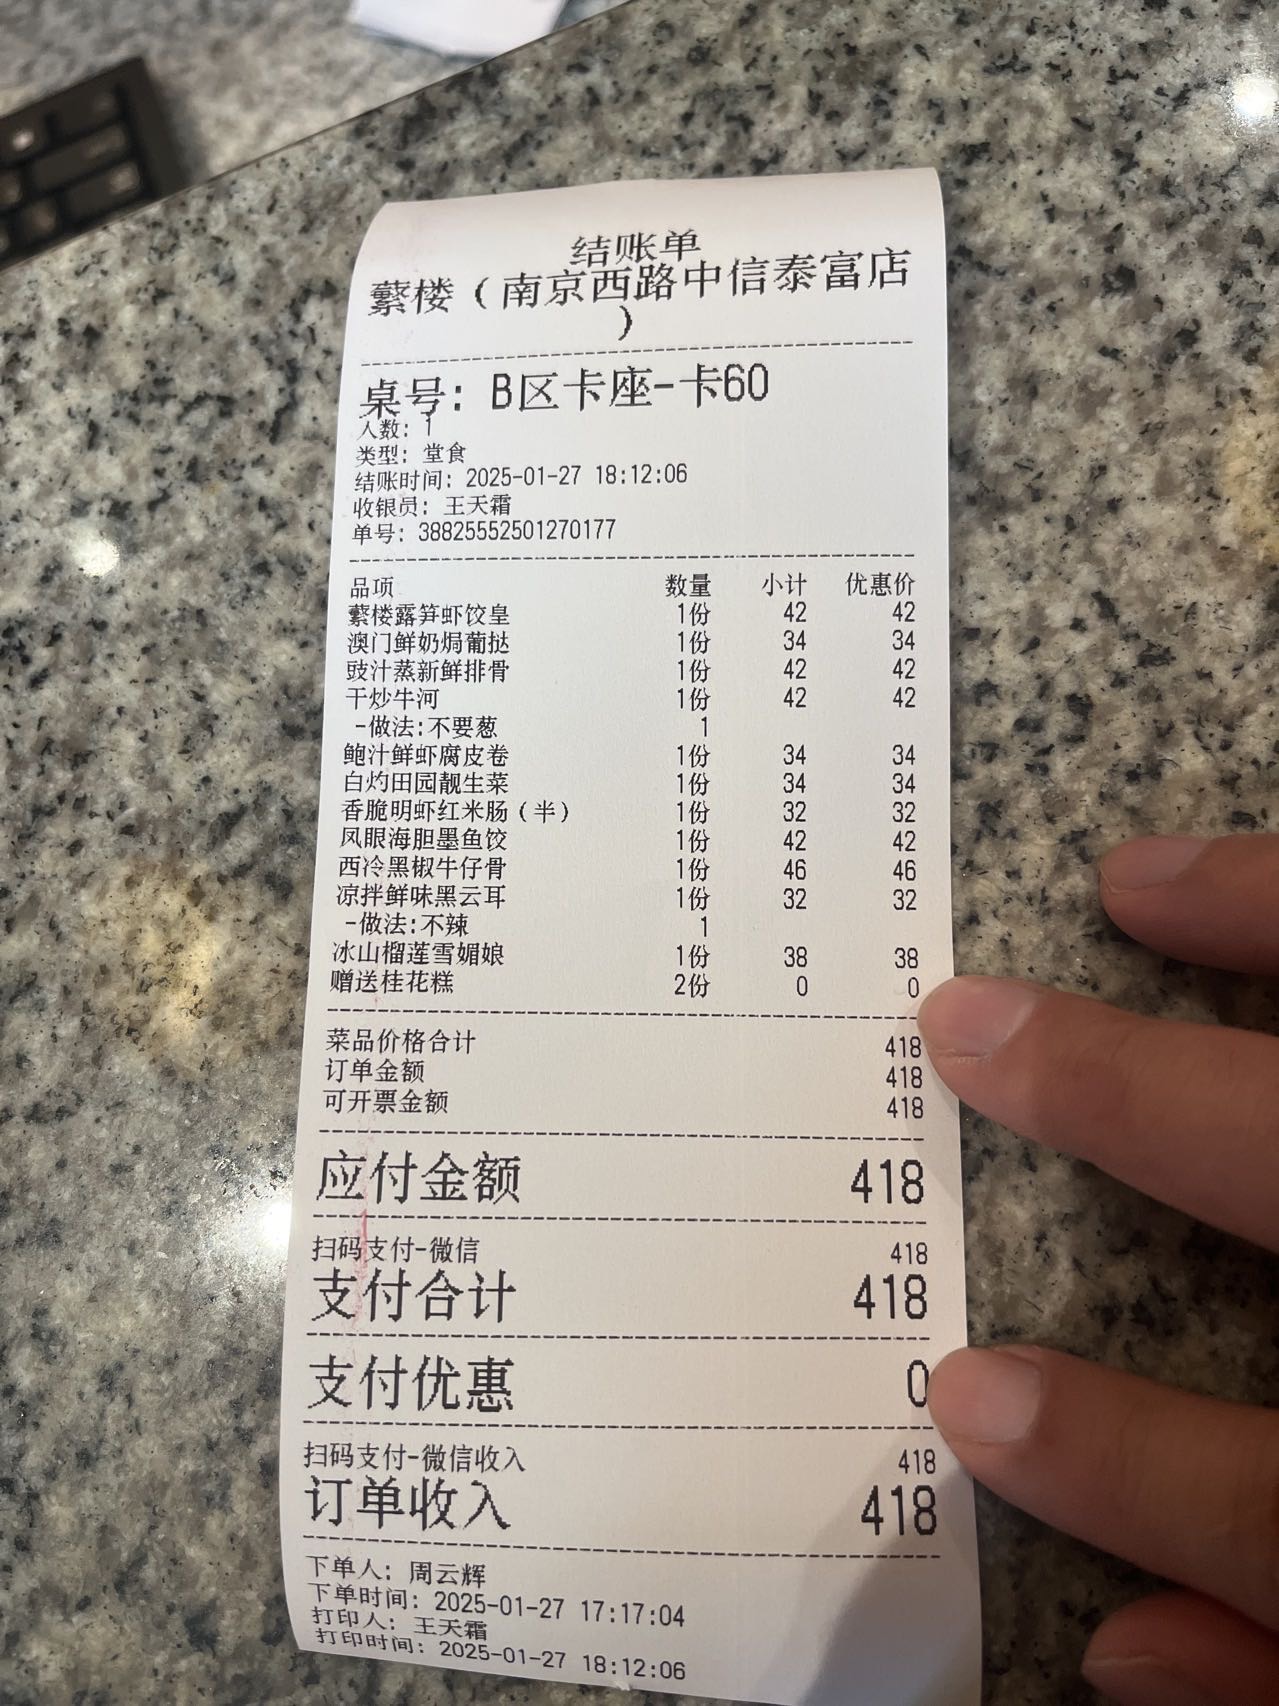 结账单
蘩楼（南京西路中信泰富店
）
桌号：B区卡座-卡60
人数：1
类型：堂食
结账时间：2025-01-27 18:12:06
收银员：王天霜
单号：38825552501270177
品项 数量 小计 优惠价
蘩楼露笋虾饺皇 1份 42 42
澳门鲜奶焗葡挞 1份 34 34
豉汁蒸新鲜排骨 1份 42 42
干炒牛河 1份 42 42
-做法:不要葱 1
鲍汁鲜虾腐皮卷 1份 34 34
白灼田园靓生菜 1份 34 34
香脆明虾红米肠（半） 1份 32 32
凤眼海胆墨鱼饺 1份 42 42
西冷黑椒牛仔骨 1份 46 46
凉拌鲜味黑云耳 1份 32 32
-做法:不辣 1
冰山榴莲雪媚娘 1份 38 38
赠送桂花糕 2份 0 0
菜品价格合计 418
订单金额 418
可开票金额 418
应付金额 418
扫码支付-微信 418
支付合计 418
支付优惠 0
扫码支付-微信收入 418
订单收入 418
下单人：周云辉
下单时间：2025-01-27 17:17:04
打印人：王天霜
打印时间：2025-01-27 18:12:06